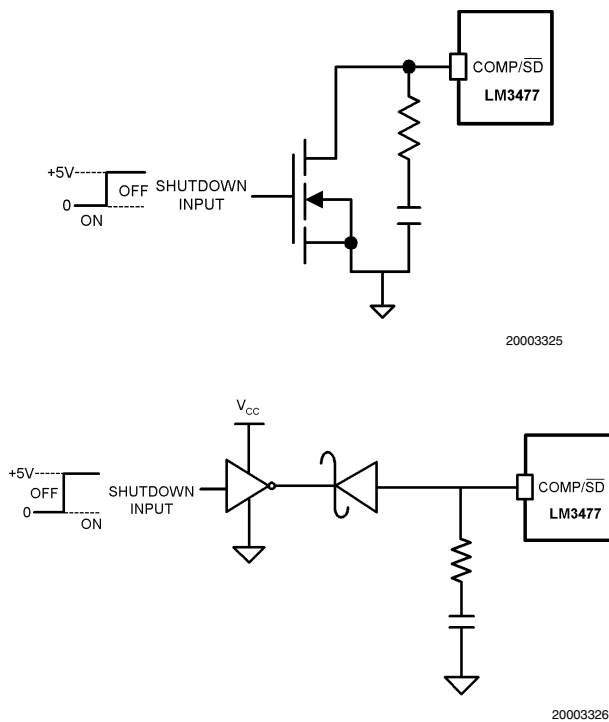 COMP/SD
LM3477
+5V
OFF
SHUTDOWN
INPUT
0
ON
20003325
VCC
+5V
OFF
SHUTDOWN
INPUT
0
ON
COMP/SD
LM3477
20003326